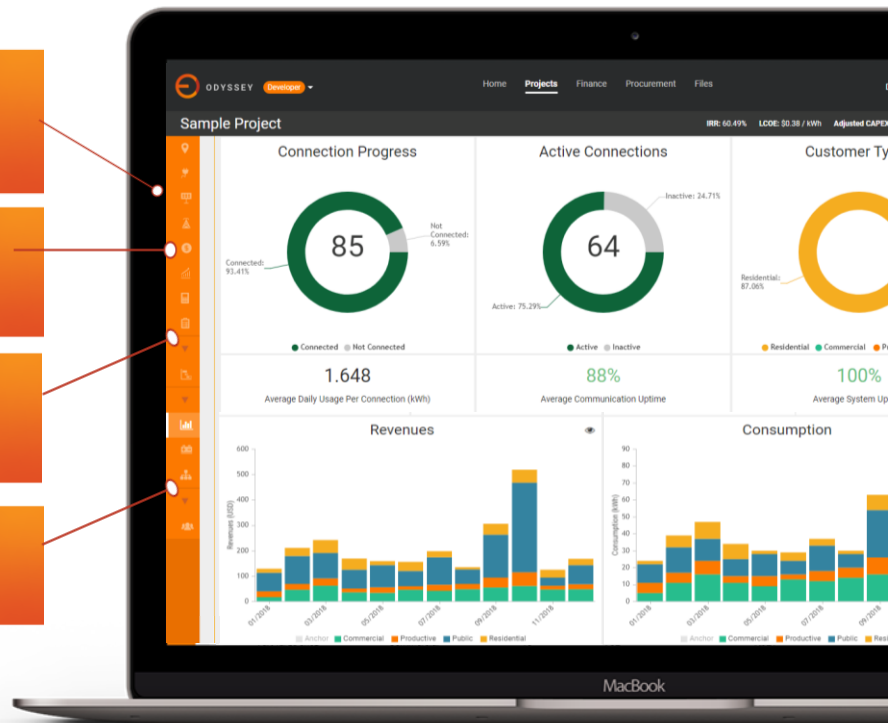 ODYSSEY Developer
Home Projects Finance Procurement Files
Sample Project
IRR: 60.49% LCOE: $0.38 / kWh Adjusted CAPEX
Connection Progress
85
Not
Connected:
6.59%
Connected:
93.41%
Connected Not Connected
Active Connections
64
Inactive: 24.71%
Active: 75.29%
Active Inactive
Customer Ty
Residential:
87.06%
Residential Commercial P
1.648
Average Daily Usage Per Connection (kWh)
88%
Average Communication Uptime
100%
Average System Up
Revenues
Revenues (USD)
600
500
400
300
200
100
0
01/2018 03/2018 05/2018 07/2018 09/2018 11/2018
Anchor Commercial Productive Public Residential
Consumption
Consumption (kWh)
90
80
70
60
50
40
30
20
10
0
01/2018 03/2018 05/2018 07/2018 09/2018
Anchor Commercial Productive Public Resi
MacBook